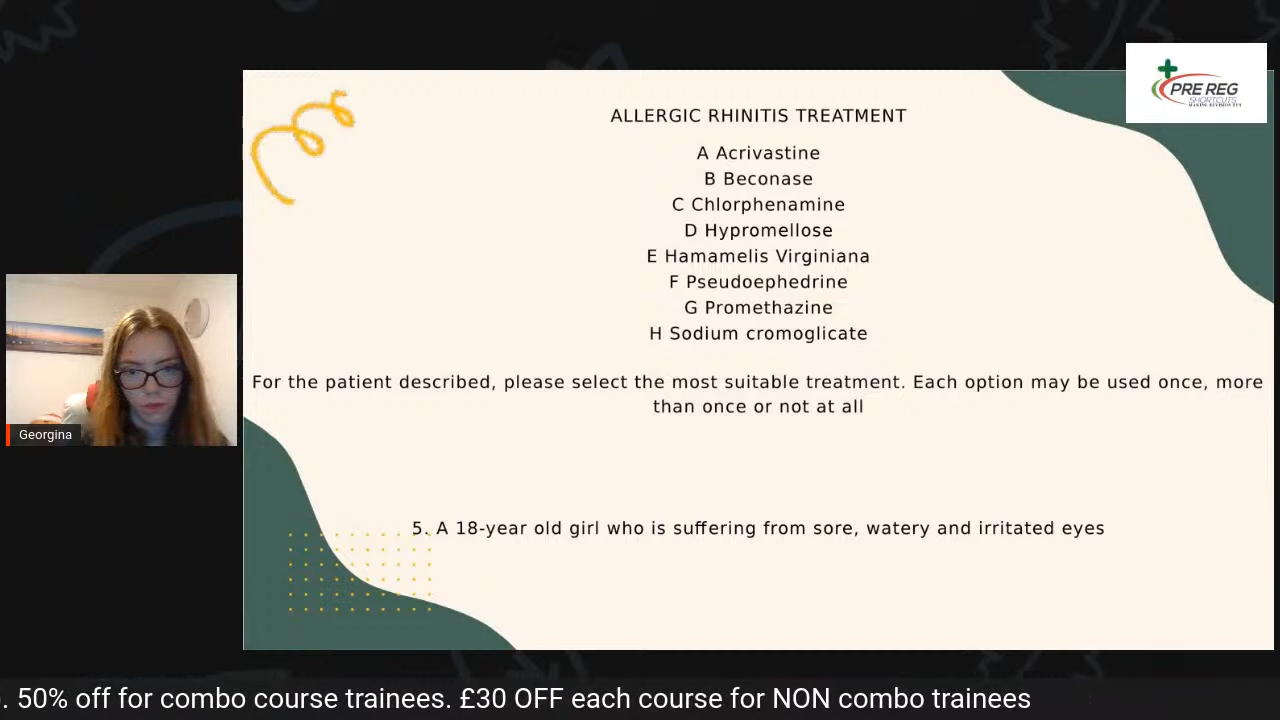 PRE REG
SHORTCUTS
ALLERGIC RHINITIS TREATMENT
A Acrivastine
B Beconase
C Chlorphenamine
D Hypromellose
E Hamamelis Virginiana
F Pseudoephedrine
G Promethazine
H Sodium cromoglicate
For the patient described, please select the most suitable treatment. Each option may be used once, more
than once or not at all
5. A 18-year old girl who is suffering from sore, watery and irritated eyes
Georgina
. 50% off for combo course trainees. £30 OFF each course for NON combo trainees